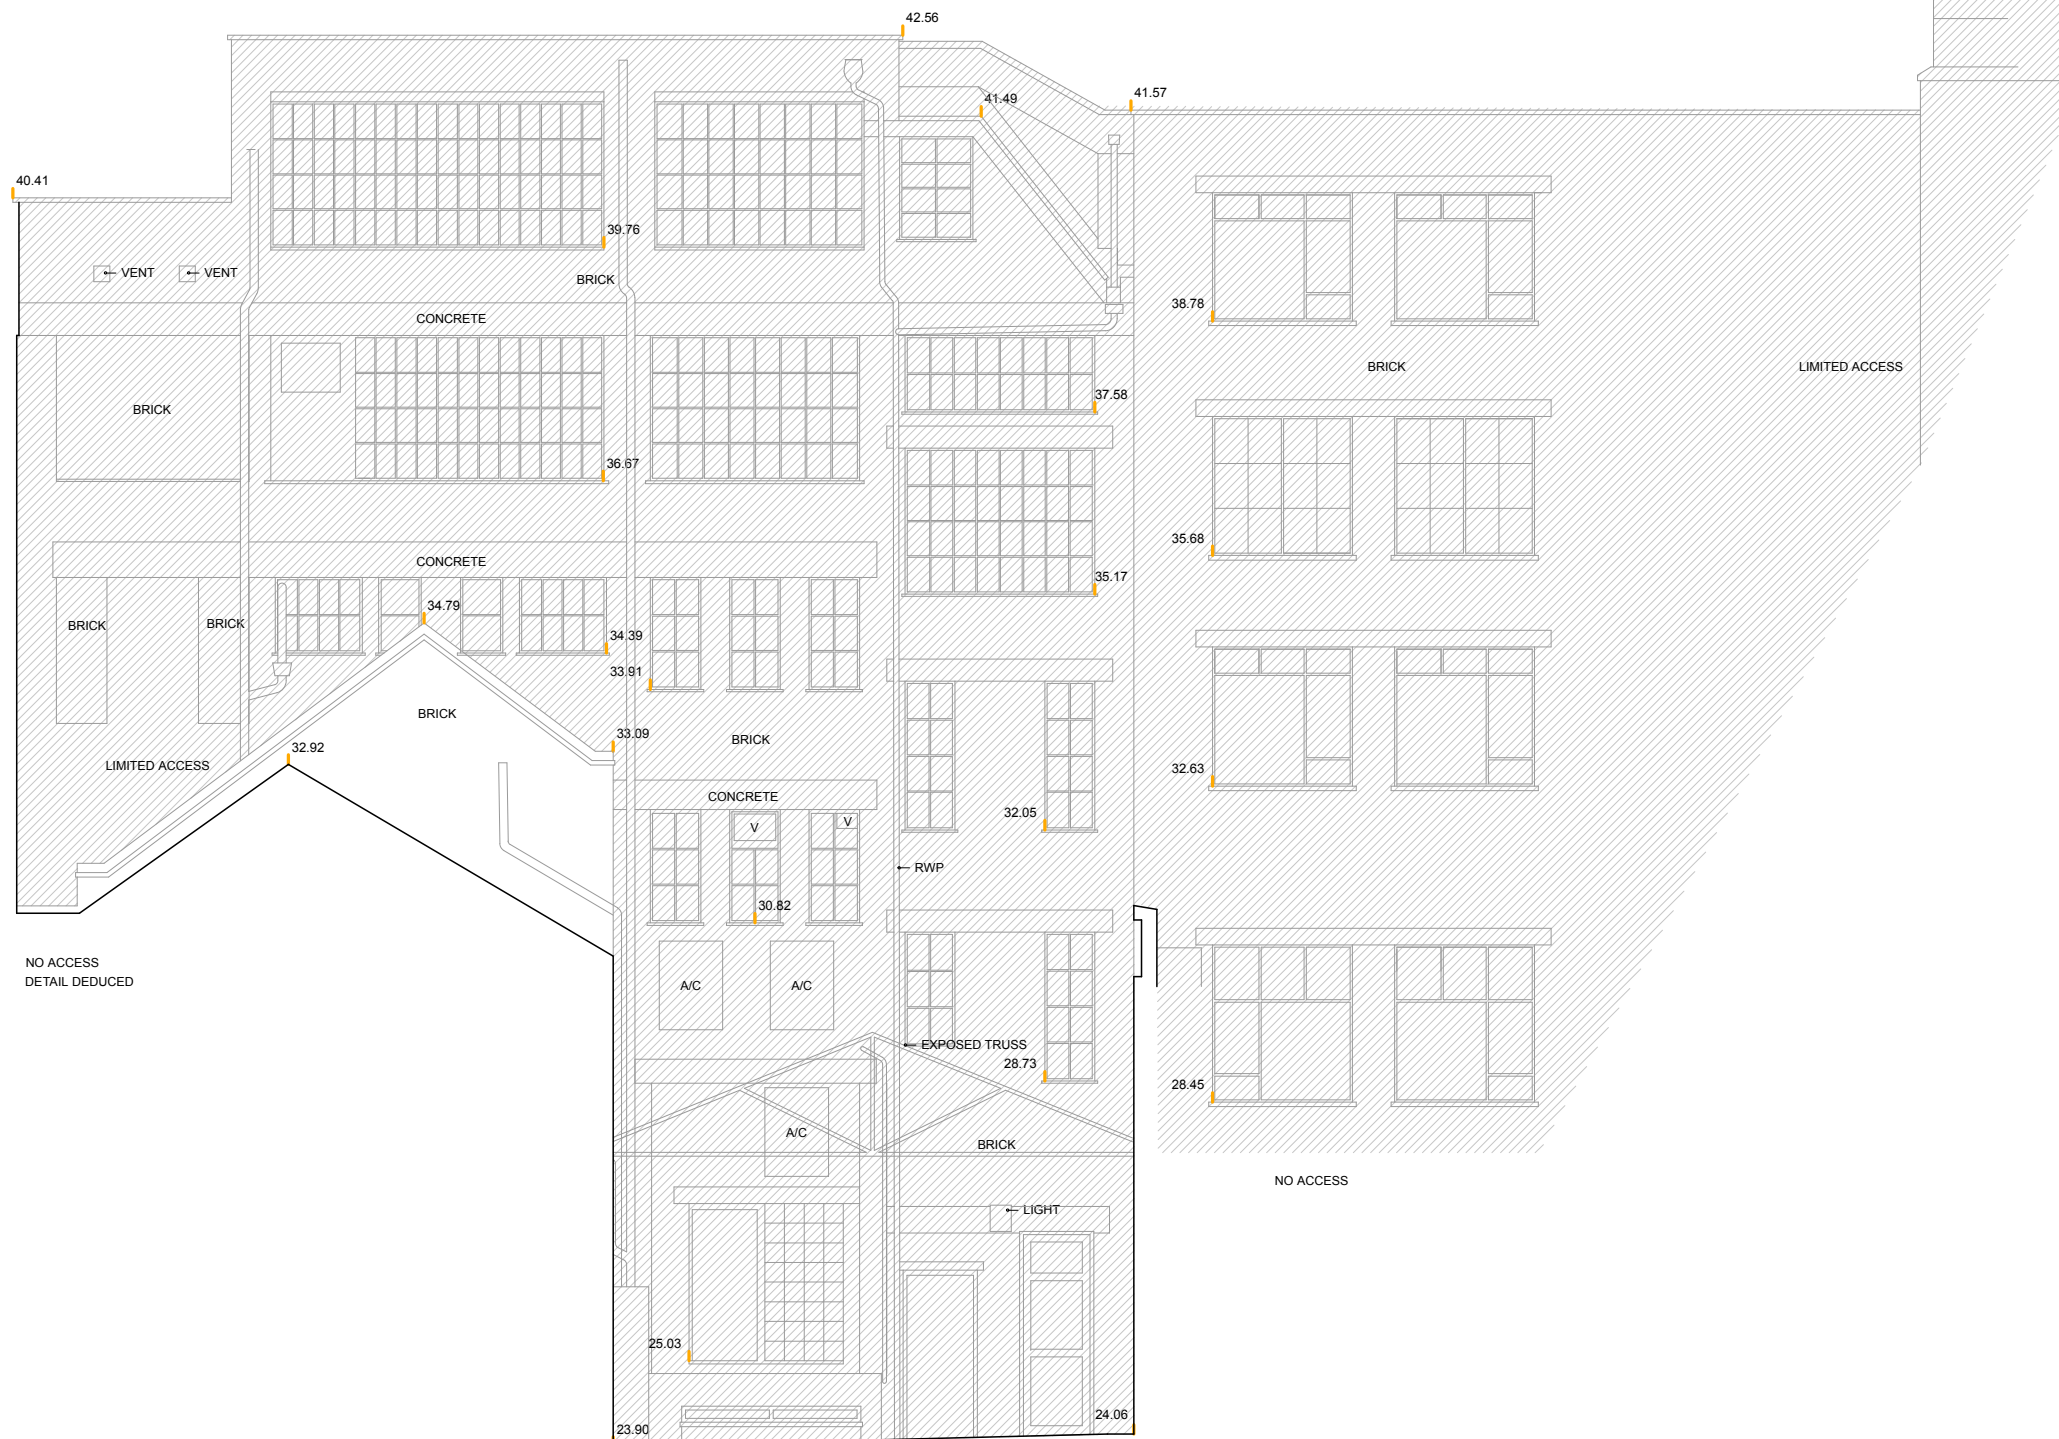 42.56
41.49
41.57
40.41
39.76
VENT
VENT
BRICK
38.78
CONCRETE
BRICK
LIMITED ACCESS
37.58
BRICK
36.67
35.68
CONCRETE
35.17
34.79
BRICK
BRICK
34.39
33.91
BRICK
33.09
BRICK
32.92
LIMITED ACCESS
32.63
CONCRETE
32.05
V
V
RWP
30.82
NO ACCESS
DETAIL DEDUCED
A/C
A/C
EXPOSED TRUSS
28.73
28.45
A/C
BRICK
NO ACCESS
LIGHT
25.03
24.06
23.90